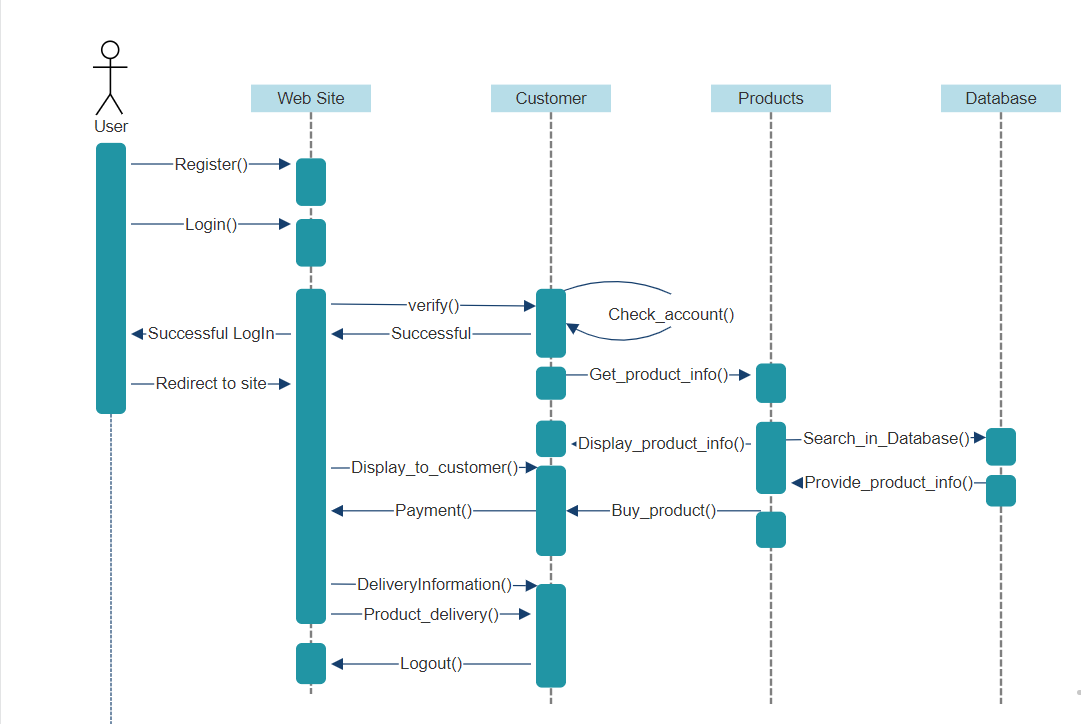 Web Site
Customer
Products
Database
User
Register()
Login()
verify()
Check_account()
Successful LogIn
Successful
Get_product_info()
Redirect to site
Search_in_Database()
Display_product_info()
Display_to_customer()
Provide_product_info()
Payment()
Buy_product()
DeliveryInformation()
Product_delivery()
Logout()